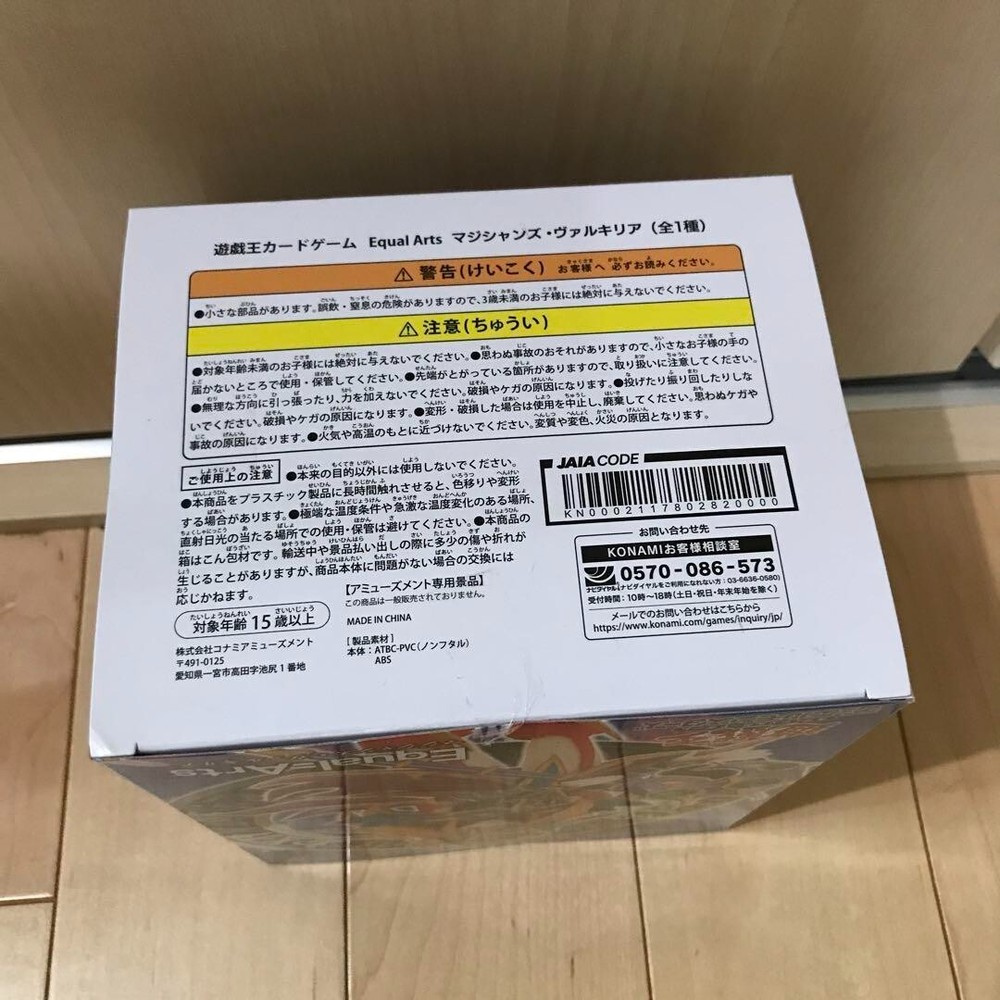 遊戯王カードゲーム Equal Arts マジシャンズ・ヴァルキリア（全1種）
⚠ 警告(けいこく) お客様へ 必ずお読みください。
●小さな部品があります。誤飲・窒息の危険がありますので、3歳未満のお子様には絶対に与えないでください。
⚠ 注意(ちゅうい)
●対象年齢未満のお子様には絶対に与えないでください。●思わぬ事故のおそれがありますので、小さなお子様の手の
届かないところで使用・保管してください。●先端がとがっている箇所がありますので、取り扱いに注意してください。
●無理な方向に引っ張ったり、力を加えないでください。破損やケガの原因になります。●投げたり振り回したりしな
いでください。破損やケガの原因になります。●変形・破損した場合は使用を中止し、廃棄してください。思わぬケガや
事故の原因になります。●火気や高温のもとに近づけないでください。変質や変色、火災の原因となります。
ご使用上の注意 ●本来の目的以外には使用しないでください。
●本商品をプラスチック製品に長時間触れさせると、色移りや変形
する場合があります。●極端な温度条件や急激な温度変化のある場所、
直射日光の当たる場所での使用・保管は避けてください。●本商品の
箱はこん包材です。輸送中や景品払い出しの際に多少の傷や折れが
生じることがありますが、商品本体に問題がない場合の交換には
応じかねます。
対象年齢 15歳以上
株式会社コナミアミューズメント
〒491-0125
愛知県一宮市高田字池尻1番地
【アミューズメント専用景品】
この商品は一般販売されておりません。
MADE IN CHINA
[製品素材]
本体：ATBC-PVC(ノンフタル)
ABS
JAIA CODE
KN00021178028200​00
お問い合わせ先
KONAMIお客様相談室
0570-086-573
ナビダイヤル (ナビダイヤルをご利用になれない方：03-6636-0580)
受付時間：10時〜18時(土・日・祝日・年末年始を除く)
メールでのお問い合わせはこちらから
https://www.konami.com/games/inquiry/jp/
Equal Arts